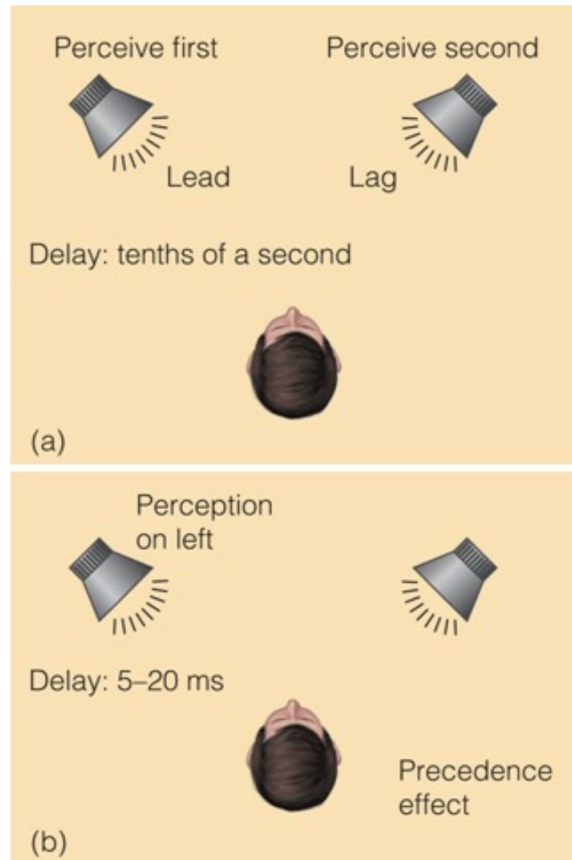 Perceive first
Perceive second
Lead
Lag
Delay: tenths of a second
(a)
Perception
on left
Delay: 5–20 ms
Precedence
effect
(b)